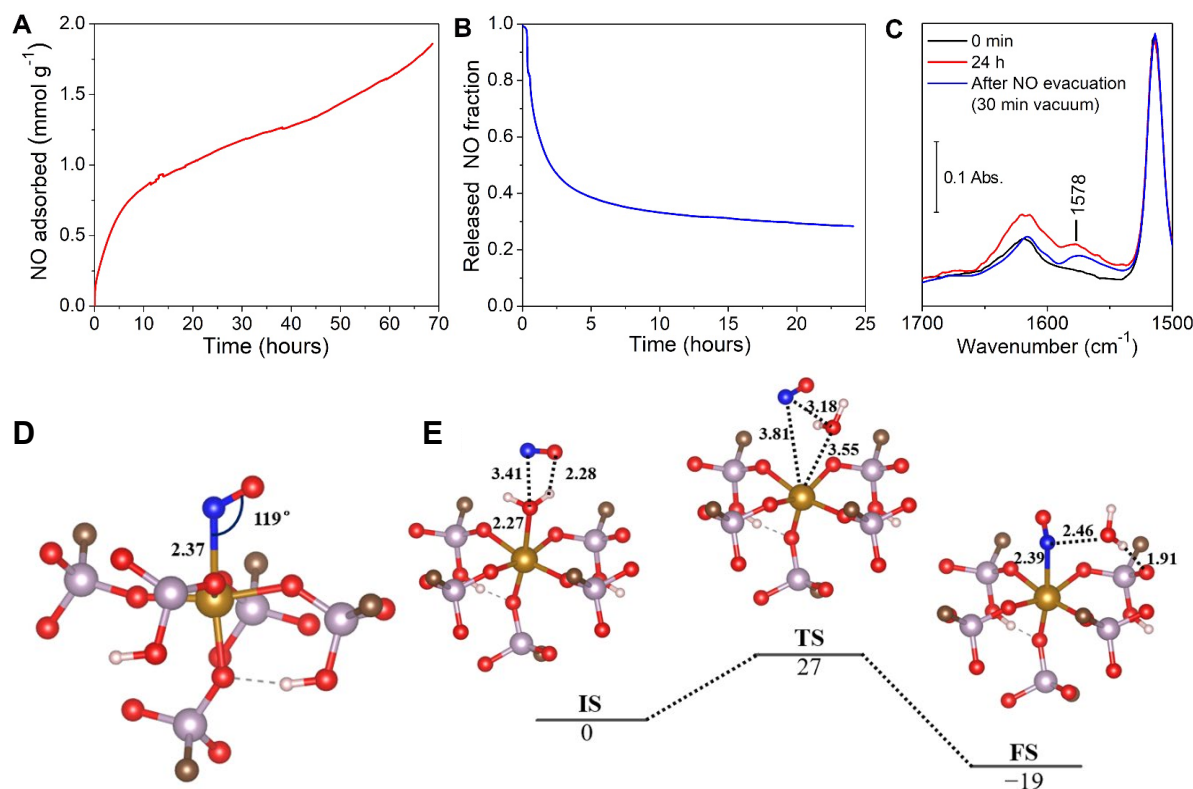 A
NO adsorbed (mmol g-1)
2.0
1.5
1.0
0.5
0.0
0 10 20 30 40 50 60 70
Time (hours)
B
Released NO fraction
1.0
0.8
0.6
0.4
0.2
0.0
0 5 10 15 20 25
Time (hours)
C
0 min
24 h
After NO evacuation
(30 min vacuum)
0.1 Abs.
1578
1700 1600 1500
Wavenumber (cm-1)
D
119°
2.37
E
3.41
2.28
2.27
IS
0
3.18
3.81
3.55
TS
27
2.46
2.39
1.91
FS
−19